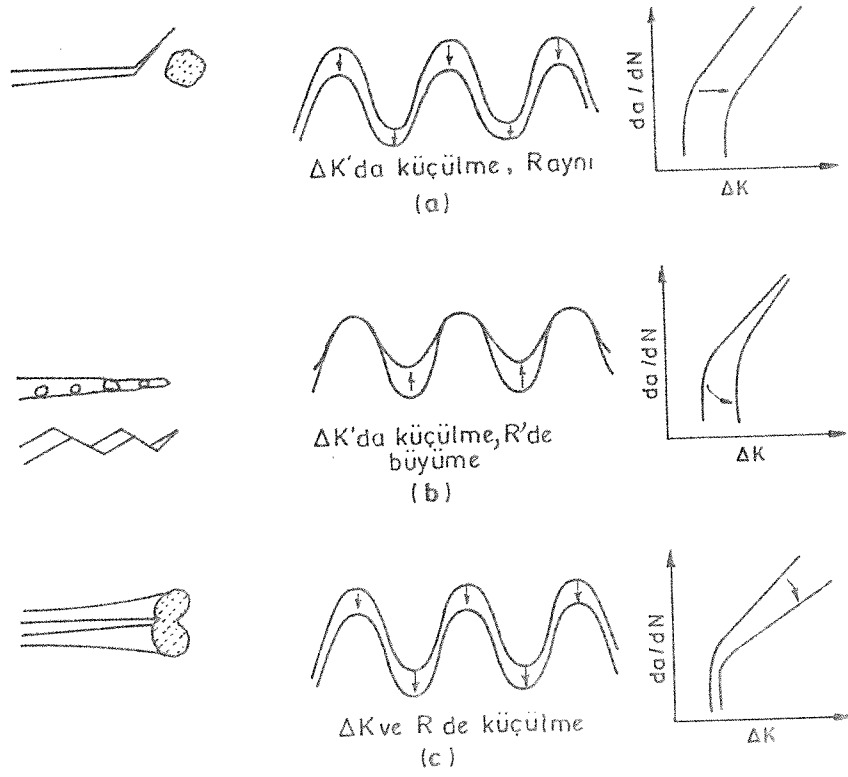 da/dN
ΔK
ΔK'da küçülme, R aynı
(a)
da/dN
ΔK
ΔK'da küçülme, R'de
büyüme
(b)
da/dN
ΔK
ΔK ve R de küçülme
(c)